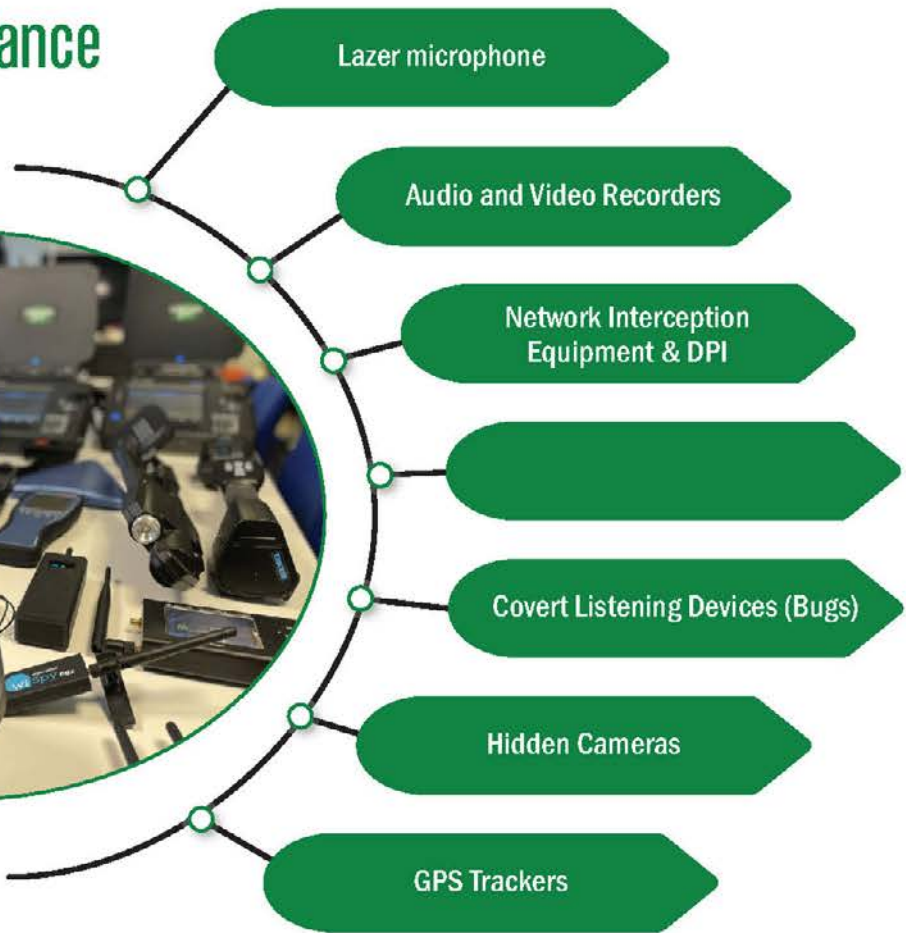 ance
Lazer microphone
Audio and Video Recorders
Network Interception
Equipment & DPI
Covert Listening Devices (Bugs)
Hidden Cameras
GPS Trackers
wi spy